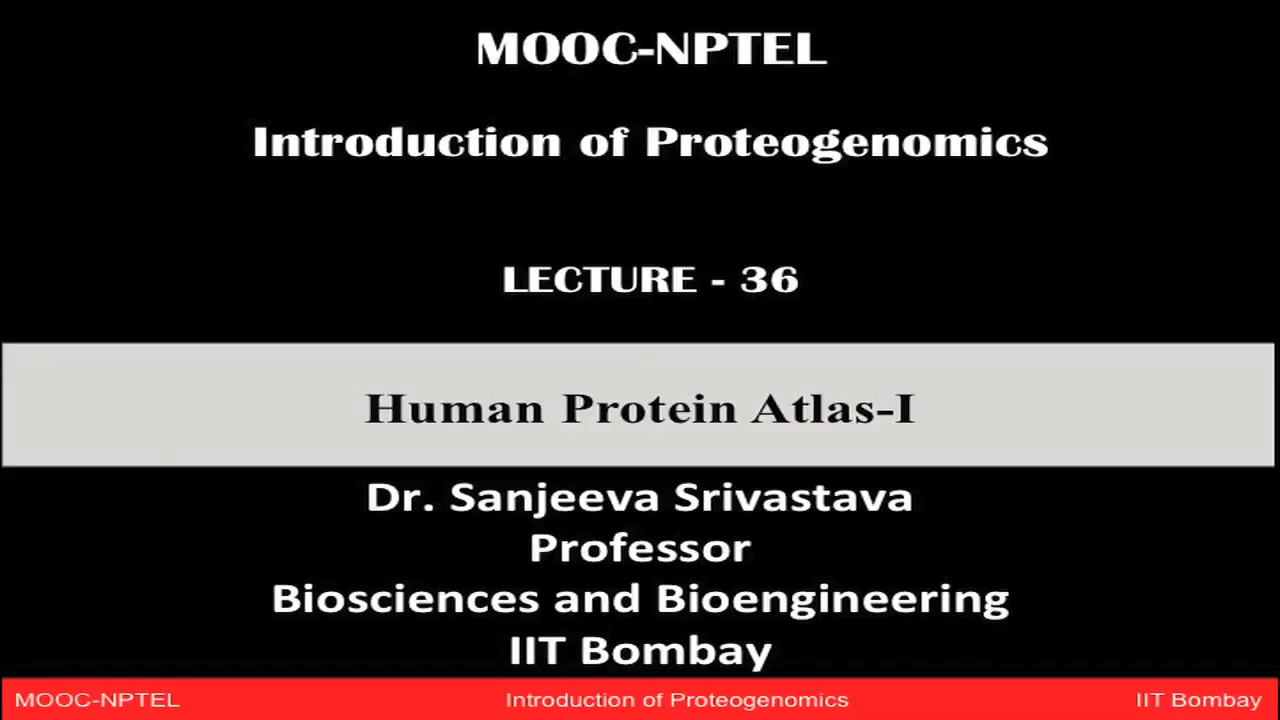 MOOC-NPTEL
Introduction of Proteogenomics
LECTURE - 36
Human Protein Atlas-I
Dr. Sanjeeva Srivastava
Professor
Biosciences and Bioengineering
IIT Bombay
MOOC-NPTEL Introduction of Proteogenomics IIT Bombay